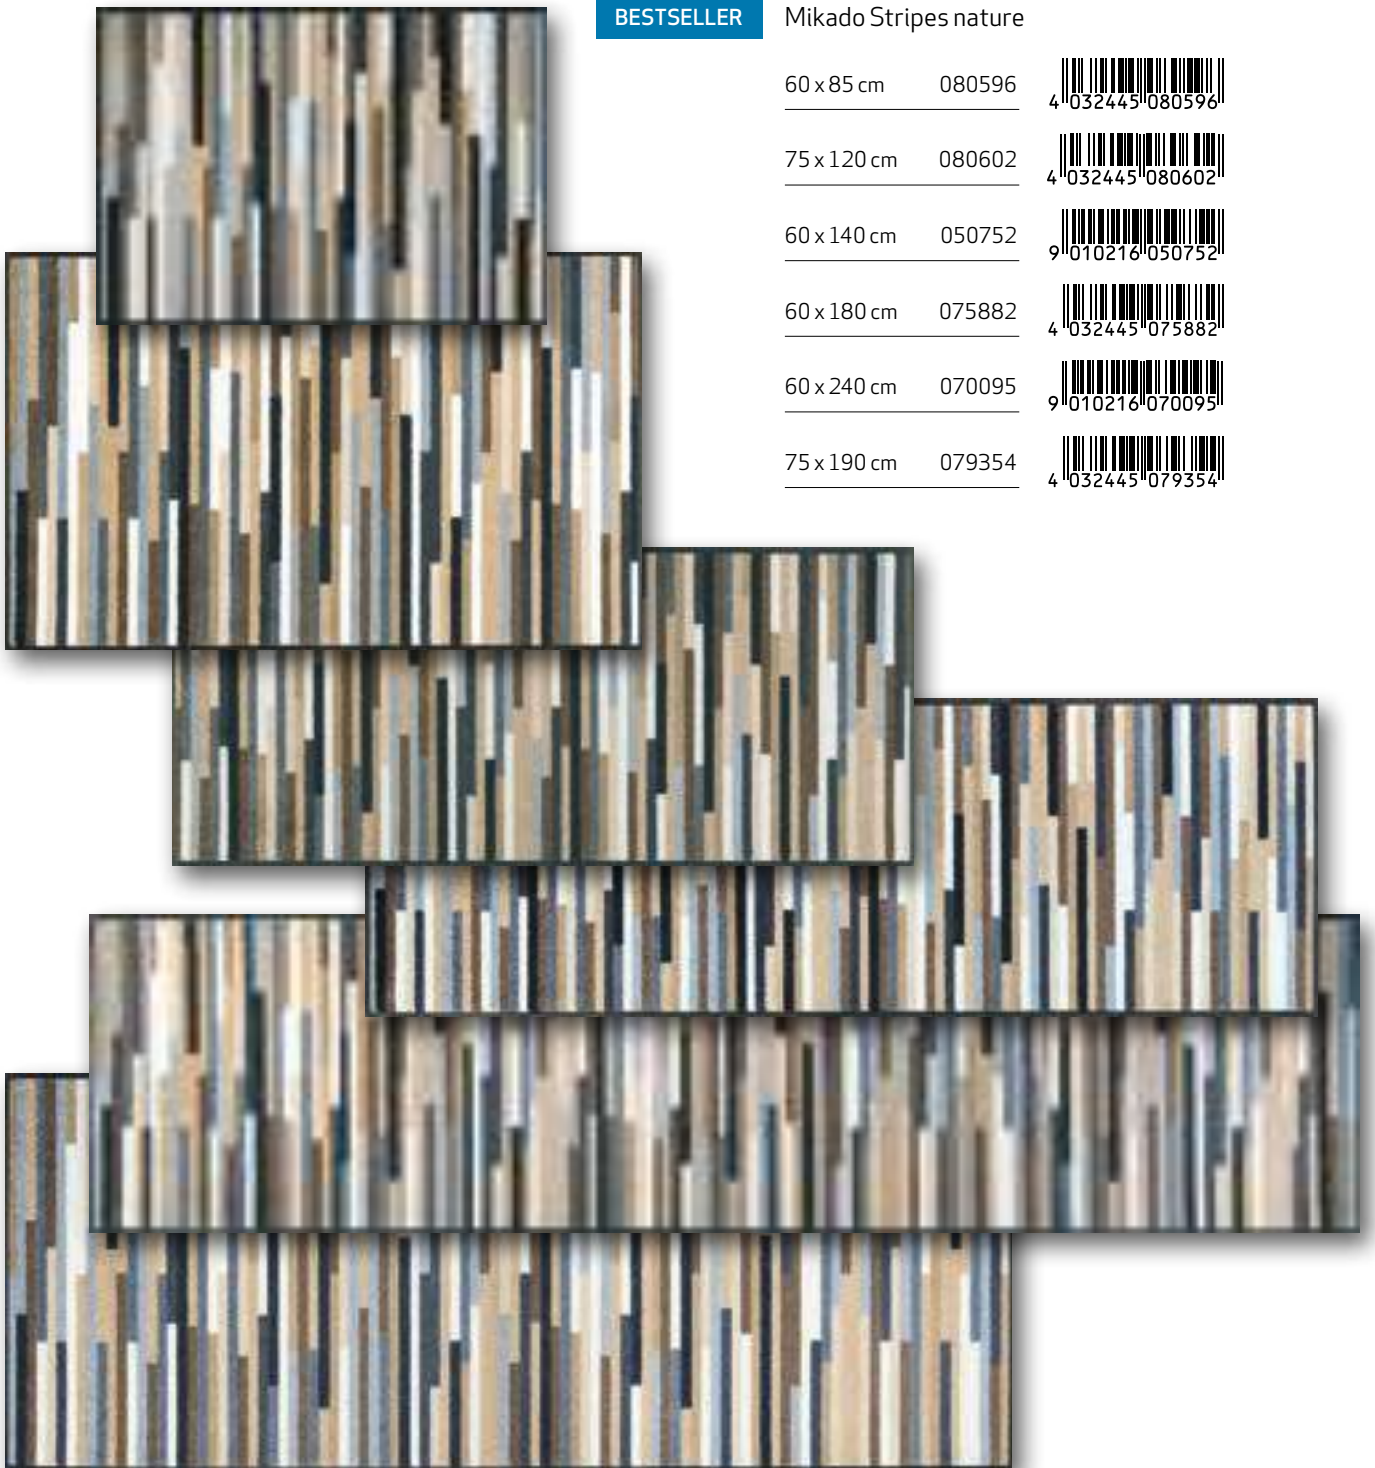 BESTSELLER Mikado Stripes nature
60 x 85 cm 080596 4 032445 080596
75 x 120 cm 080602 4 032445 080602
60 x 140 cm 050752 9 010216 050752
60 x 180 cm 075882 4 032445 075882
60 x 240 cm 070095 9 010216 070095
75 x 190 cm 079354 4 032445 079354